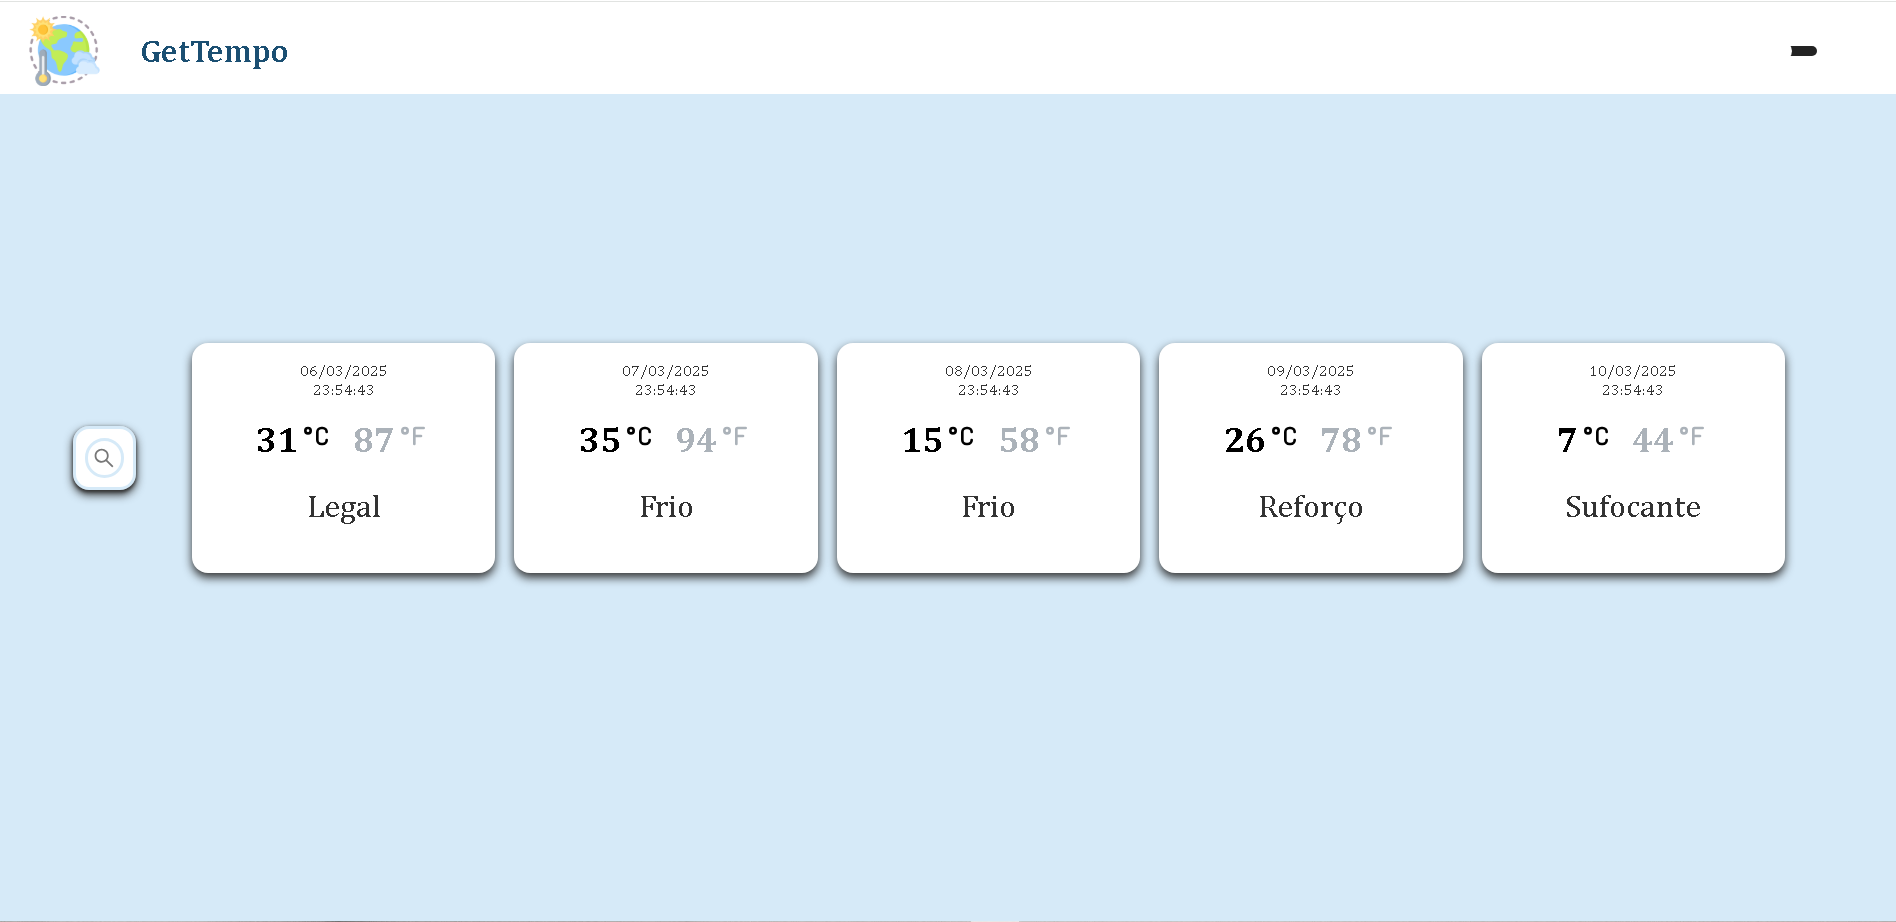 GetTempo
06/03/2025
23:54:43
31 °C 87 °F
Legal
07/03/2025
23:54:43
35 °C 94 °F
Frio
08/03/2025
23:54:43
15 °C 58 °F
Frio
09/03/2025
23:54:43
26 °C 78 °F
Reforço
10/03/2025
23:54:43
7 °C 44 °F
Sufocante